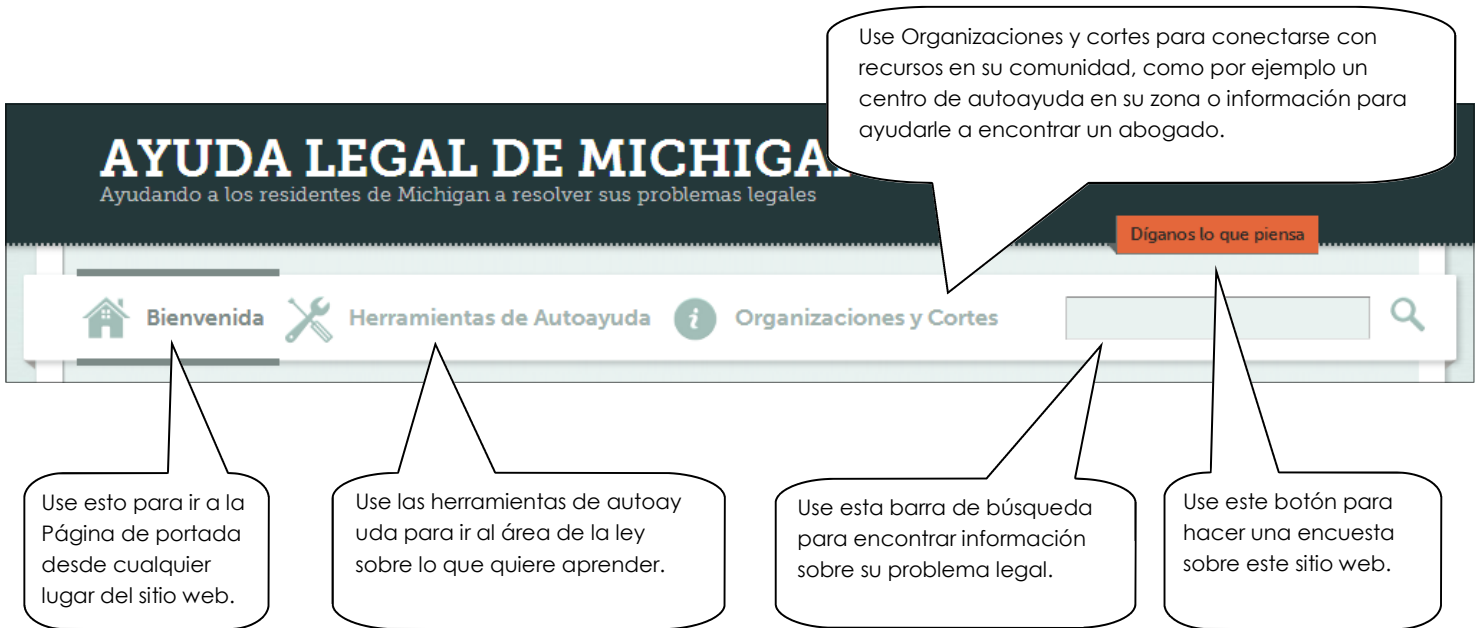 Use Organizaciones y cortes para conectarse con
recursos en su comunidad, como por ejemplo un
centro de autoayuda en su zona o información para
ayudarle a encontrar un abogado.
AYUDA LEGAL DE MICHIGA
Ayudando a los residentes de Michigan a resolver sus problemas legales
Díganos lo que piensa
Bienvenida
Herramientas de Autoayuda
i
Organizaciones y Cortes
Use esto para ir a la
Página de portada
desde cualquier
lugar del sitio web.
Use las herramientas de autoay
uda para ir al área de la ley
sobre lo que quiere aprender.
Use esta barra de búsqueda
para encontrar información
sobre su problema legal.
Use este botón para
hacer una encuesta
sobre este sitio web.